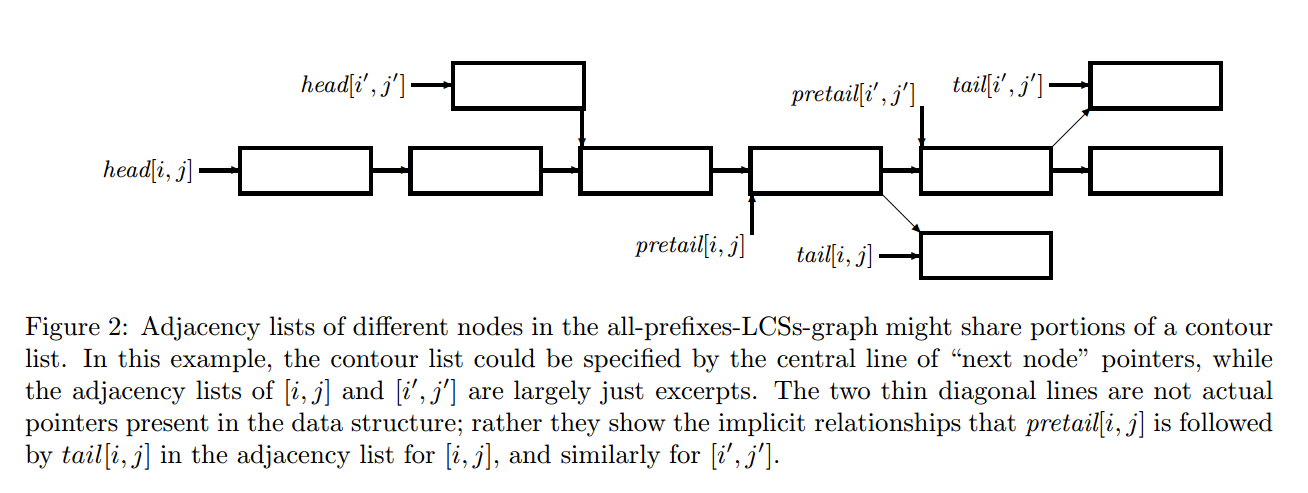 head[i′, j′]
pretail[i′, j′]
tail[i′, j′]
head[i, j]
pretail[i, j]
tail[i, j]
Figure 2: Adjacency lists of different nodes in the all-prefixes-LCSs-graph might share portions of a contour
list. In this example, the contour list could be specified by the central line of “next node” pointers, while
the adjacency lists of [i, j] and [i′, j′] are largely just excerpts. The two thin diagonal lines are not actual
pointers present in the data structure; rather they show the implicit relationships that pretail[i, j] is followed
by tail[i, j] in the adjacency list for [i, j], and similarly for [i′, j′].